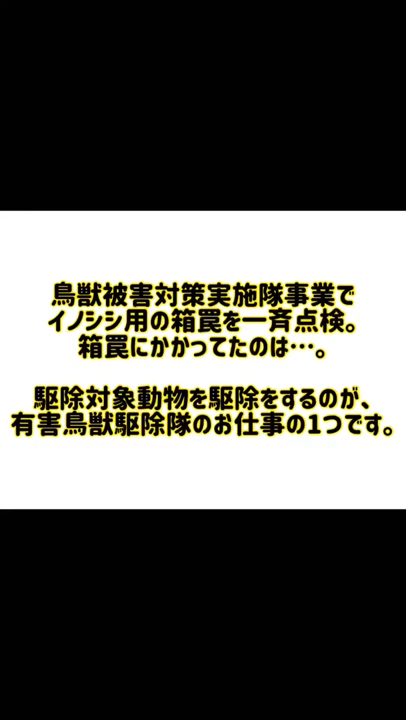 鳥獣被害対策実施隊事業で
イノシシ用の箱罠を一斉点検。
箱罠にかかってたのは…。
駆除対象動物を駆除をするのが、
有害鳥獣駆除隊のお仕事の1つです。